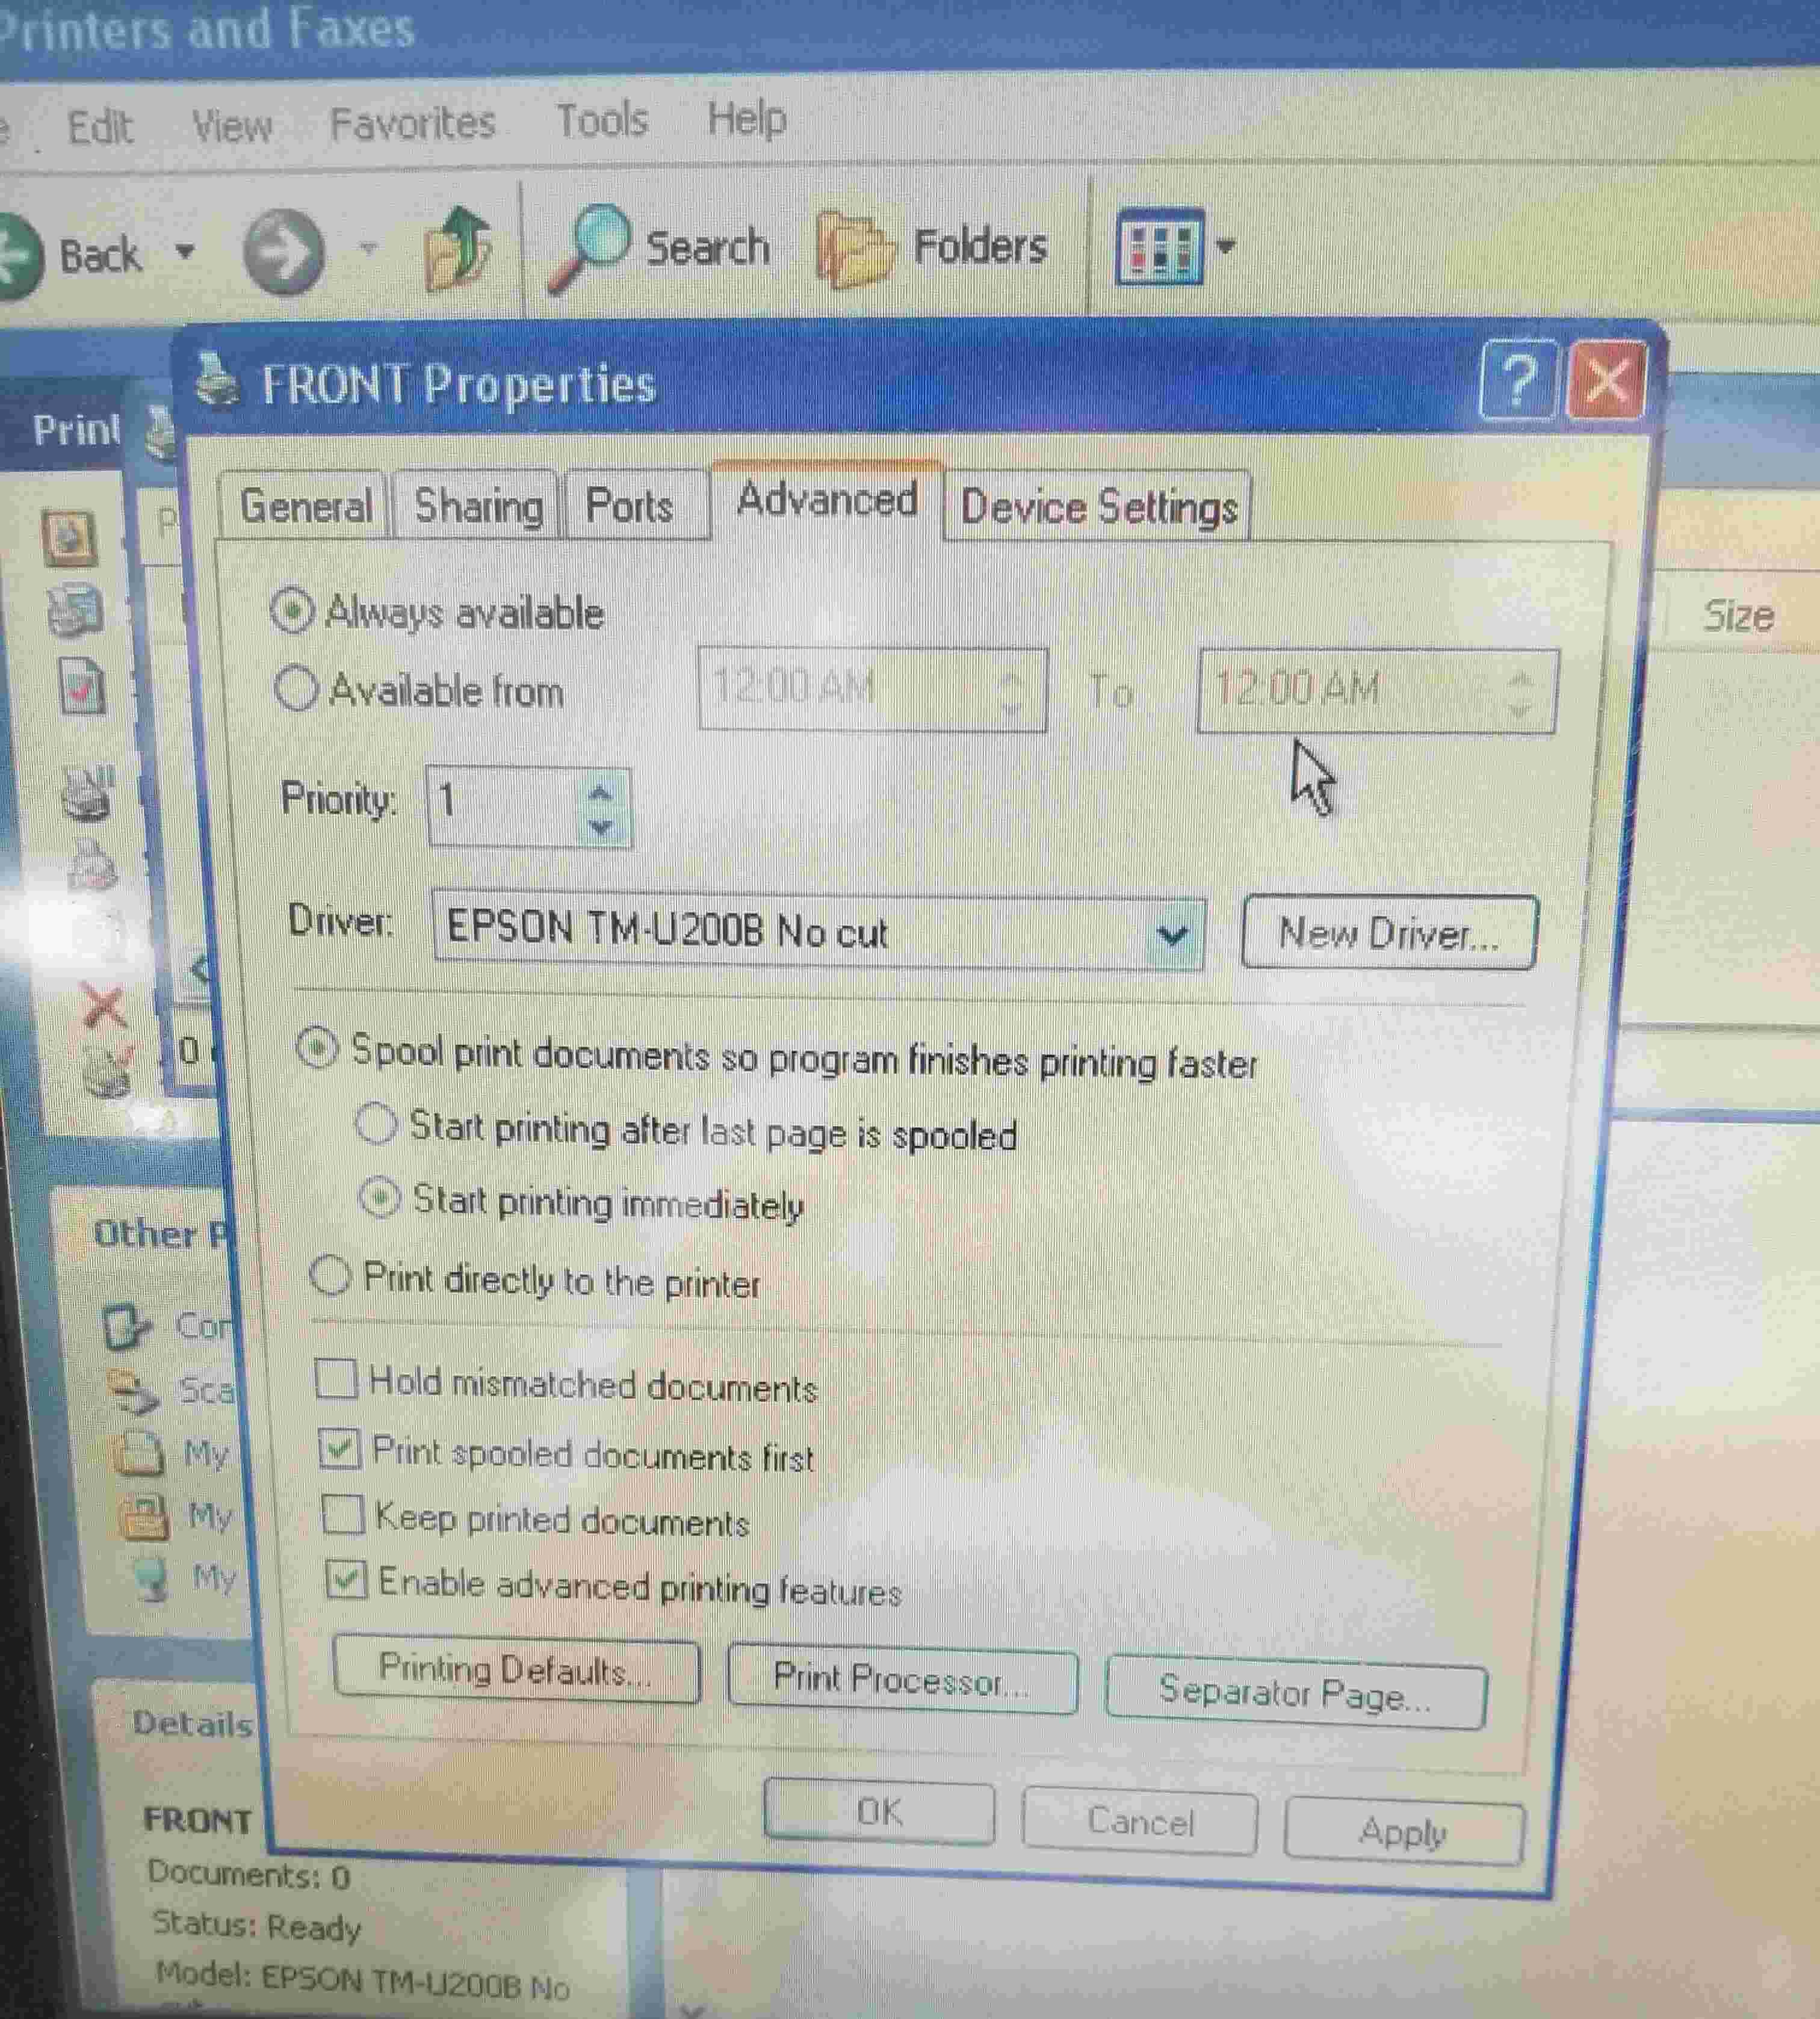 Printers and Faxes
Edit View Favorites Tools Help
Back Search Folders
FRONT Properties
?
Print
General Sharing Ports Advanced Device Settings
P
Always available
Size
Available from 12:00 AM To 12:00 AM
Priority: 1
Driver: EPSON TM-U200B No cut New Driver...
0
Spool print documents so program finishes printing faster
Start printing after last page is spooled
Start printing immediately
Other P
Print directly to the printer
Con
Hold mismatched documents
Sca
Print spooled documents first
My
Keep printed documents
My
Enable advanced printing features
My
Printing Defaults... Print Processor... Separator Page...
Details
OK Cancel Apply
FRONT
Documents: 0
Status: Ready
Model: EPSON TM-U200B No